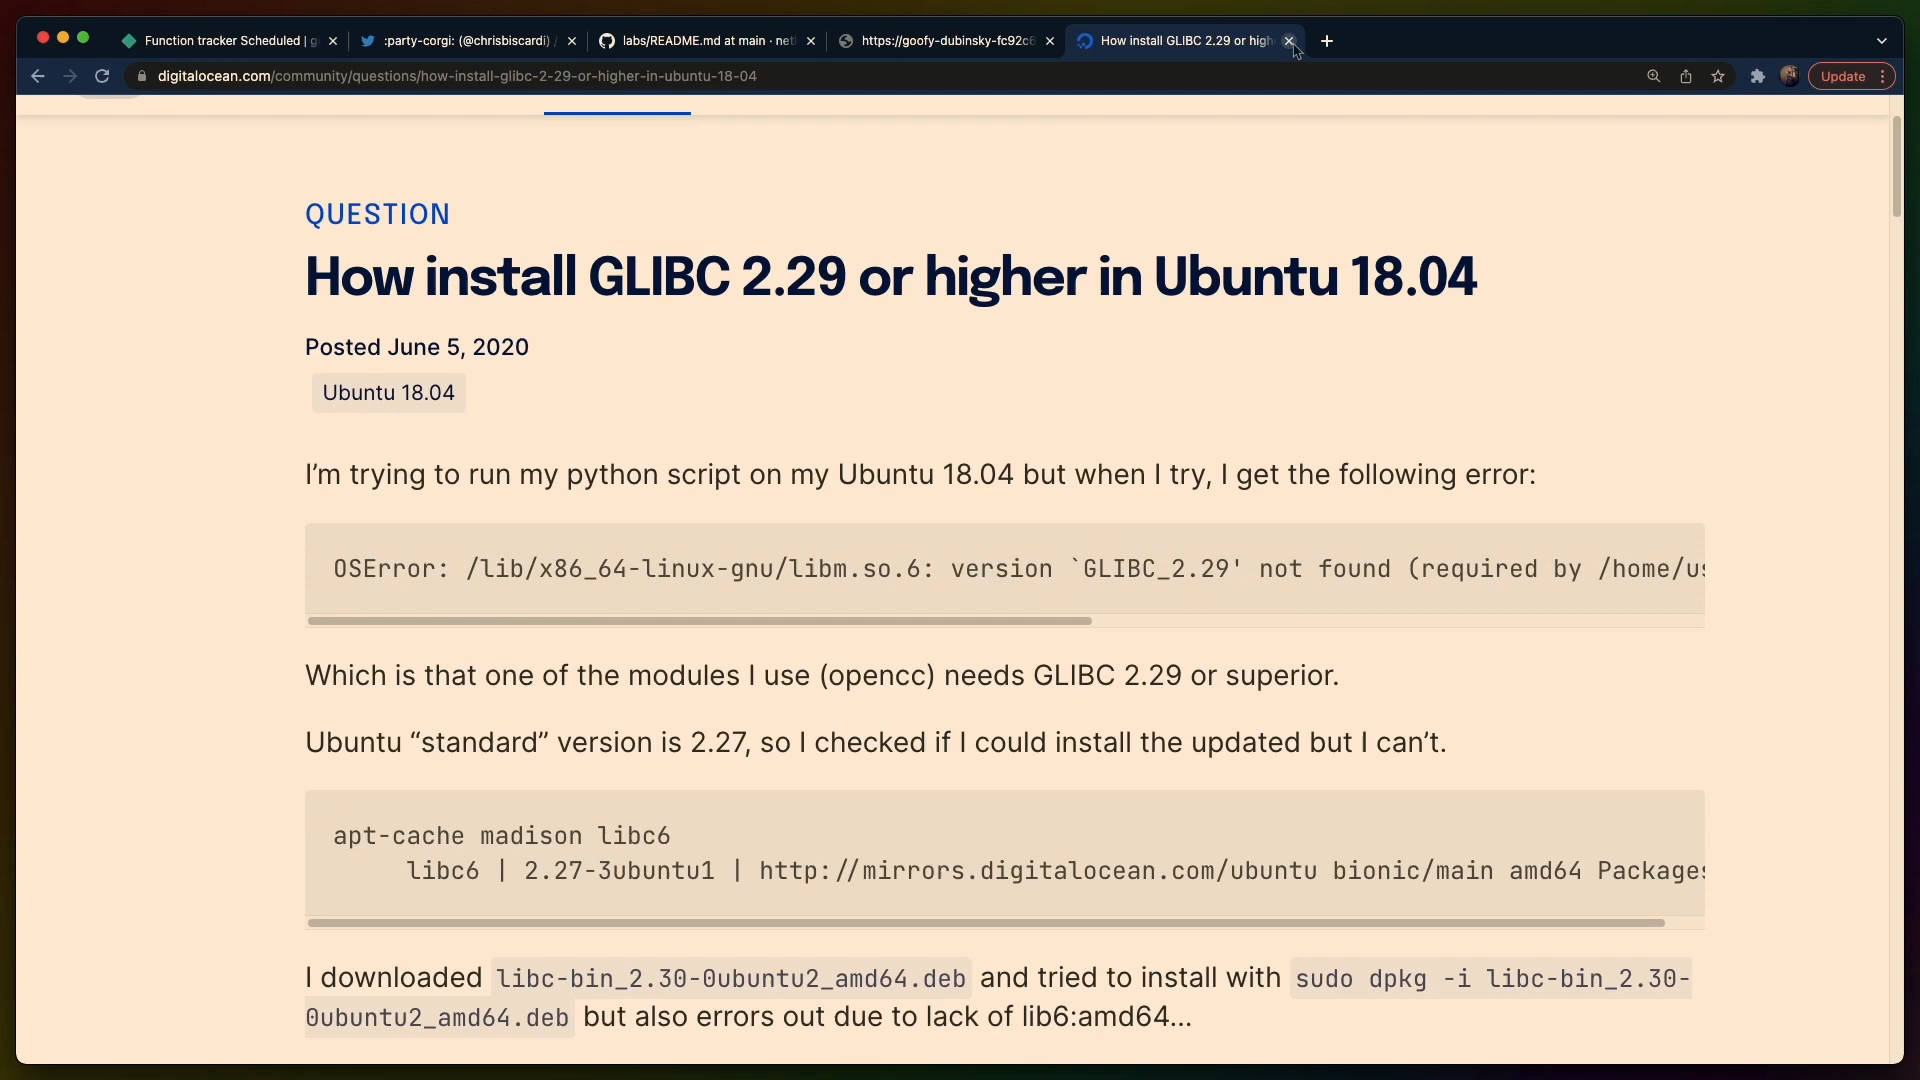 Function tracker Scheduled |
:party-corgi: (@chrisbiscardi) /
labs/README.md at main · net
https://goofy-dubinsky-fc92c6
How install GLIBC 2.29 or high
digitalocean.com/community/questions/how-install-glibc-2-29-or-higher-in-ubuntu-18-04
Update
QUESTION
How install GLIBC 2.29 or higher in Ubuntu 18.04
Posted June 5, 2020
Ubuntu 18.04
I’m trying to run my python script on my Ubuntu 18.04 but when I try, I get the following error:
OSError: /lib/x86_64-linux-gnu/libm.so.6: version `GLIBC_2.29' not found (required by /home/us
Which is that one of the modules I use (opencc) needs GLIBC 2.29 or superior.
Ubuntu “standard” version is 2.27, so I checked if I could install the updated but I can’t.
apt-cache madison libc6
libc6 | 2.27-3ubuntu1 | http://mirrors.digitalocean.com/ubuntu bionic/main amd64 Packages
I downloaded libc-bin_2.30-0ubuntu2_amd64.deb and tried to install with sudo dpkg -i libc-bin_2.30-
0ubuntu2_amd64.deb but also errors out due to lack of lib6:amd64...